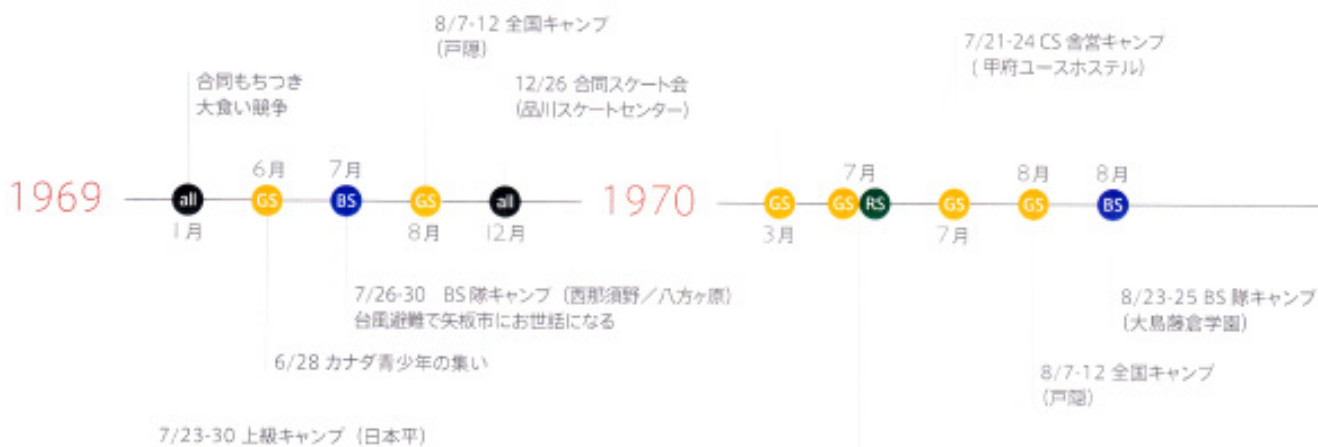 8/7-12 全国キャンプ
(戸隠)
7/21-24 CS 舎営キャンプ
( 甲府ユースホステル)
合同もちつき
大食い競争
12/26 合同スケート会
(品川スケートセンター)
1969
all
1月
6月
GS
7月
BS
GS
8月
all
12月
1970
GS
3月
7月
GS
RS
GS
7月
8月
GS
8月
BS
7/26-30 BS 隊キャンプ (西那須野/八方ヶ原)
台風避難で矢板市にお世話になる
8/23-25 BS 隊キャンプ
(大島藤倉学園)
6/28 カナダ青少年の集い
8/7-12 全国キャンプ
(戸隠)
7/23-30 上級キャンプ (日本平)